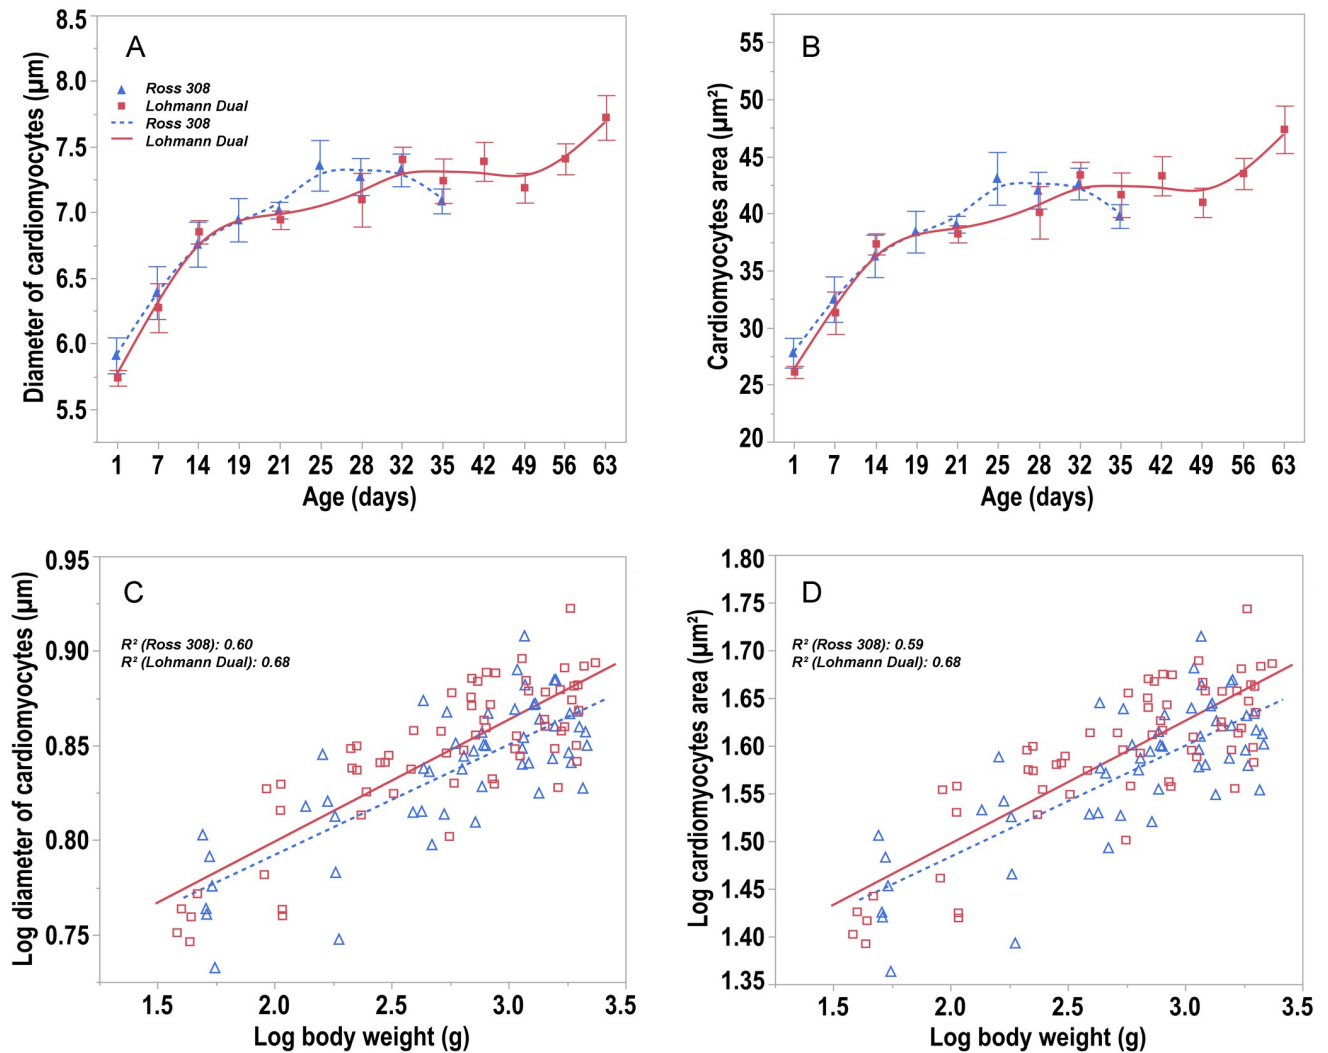 A
Diameter of cardiomyocytes (µm)
8.5
8.0
7.5
7.0
6.5
6.0
5.5
Ross 308
Lohmann Dual
Ross 308
Lohmann Dual
1 7 14 19 21 25 28 32 35 42 49 56 63
Age (days)
B
Cardiomyocytes area (µm²)
55
50
45
40
35
30
25
20
1 7 14 19 21 25 28 32 35 42 49 56 63
Age (days)
C
Log diameter of cardiomyocytes (µm)
0.95
0.90
0.85
0.80
0.75
R² (Ross 308): 0.60
R² (Lohmann Dual): 0.68
1.5 2.0 2.5 3.0 3.5
Log body weight (g)
D
Log cardiomyocytes area (µm²)
1.80
1.75
1.70
1.65
1.60
1.55
1.50
1.45
1.40
1.35
R² (Ross 308): 0.59
R² (Lohmann Dual): 0.68
1.5 2.0 2.5 3.0 3.5
Log body weight (g)